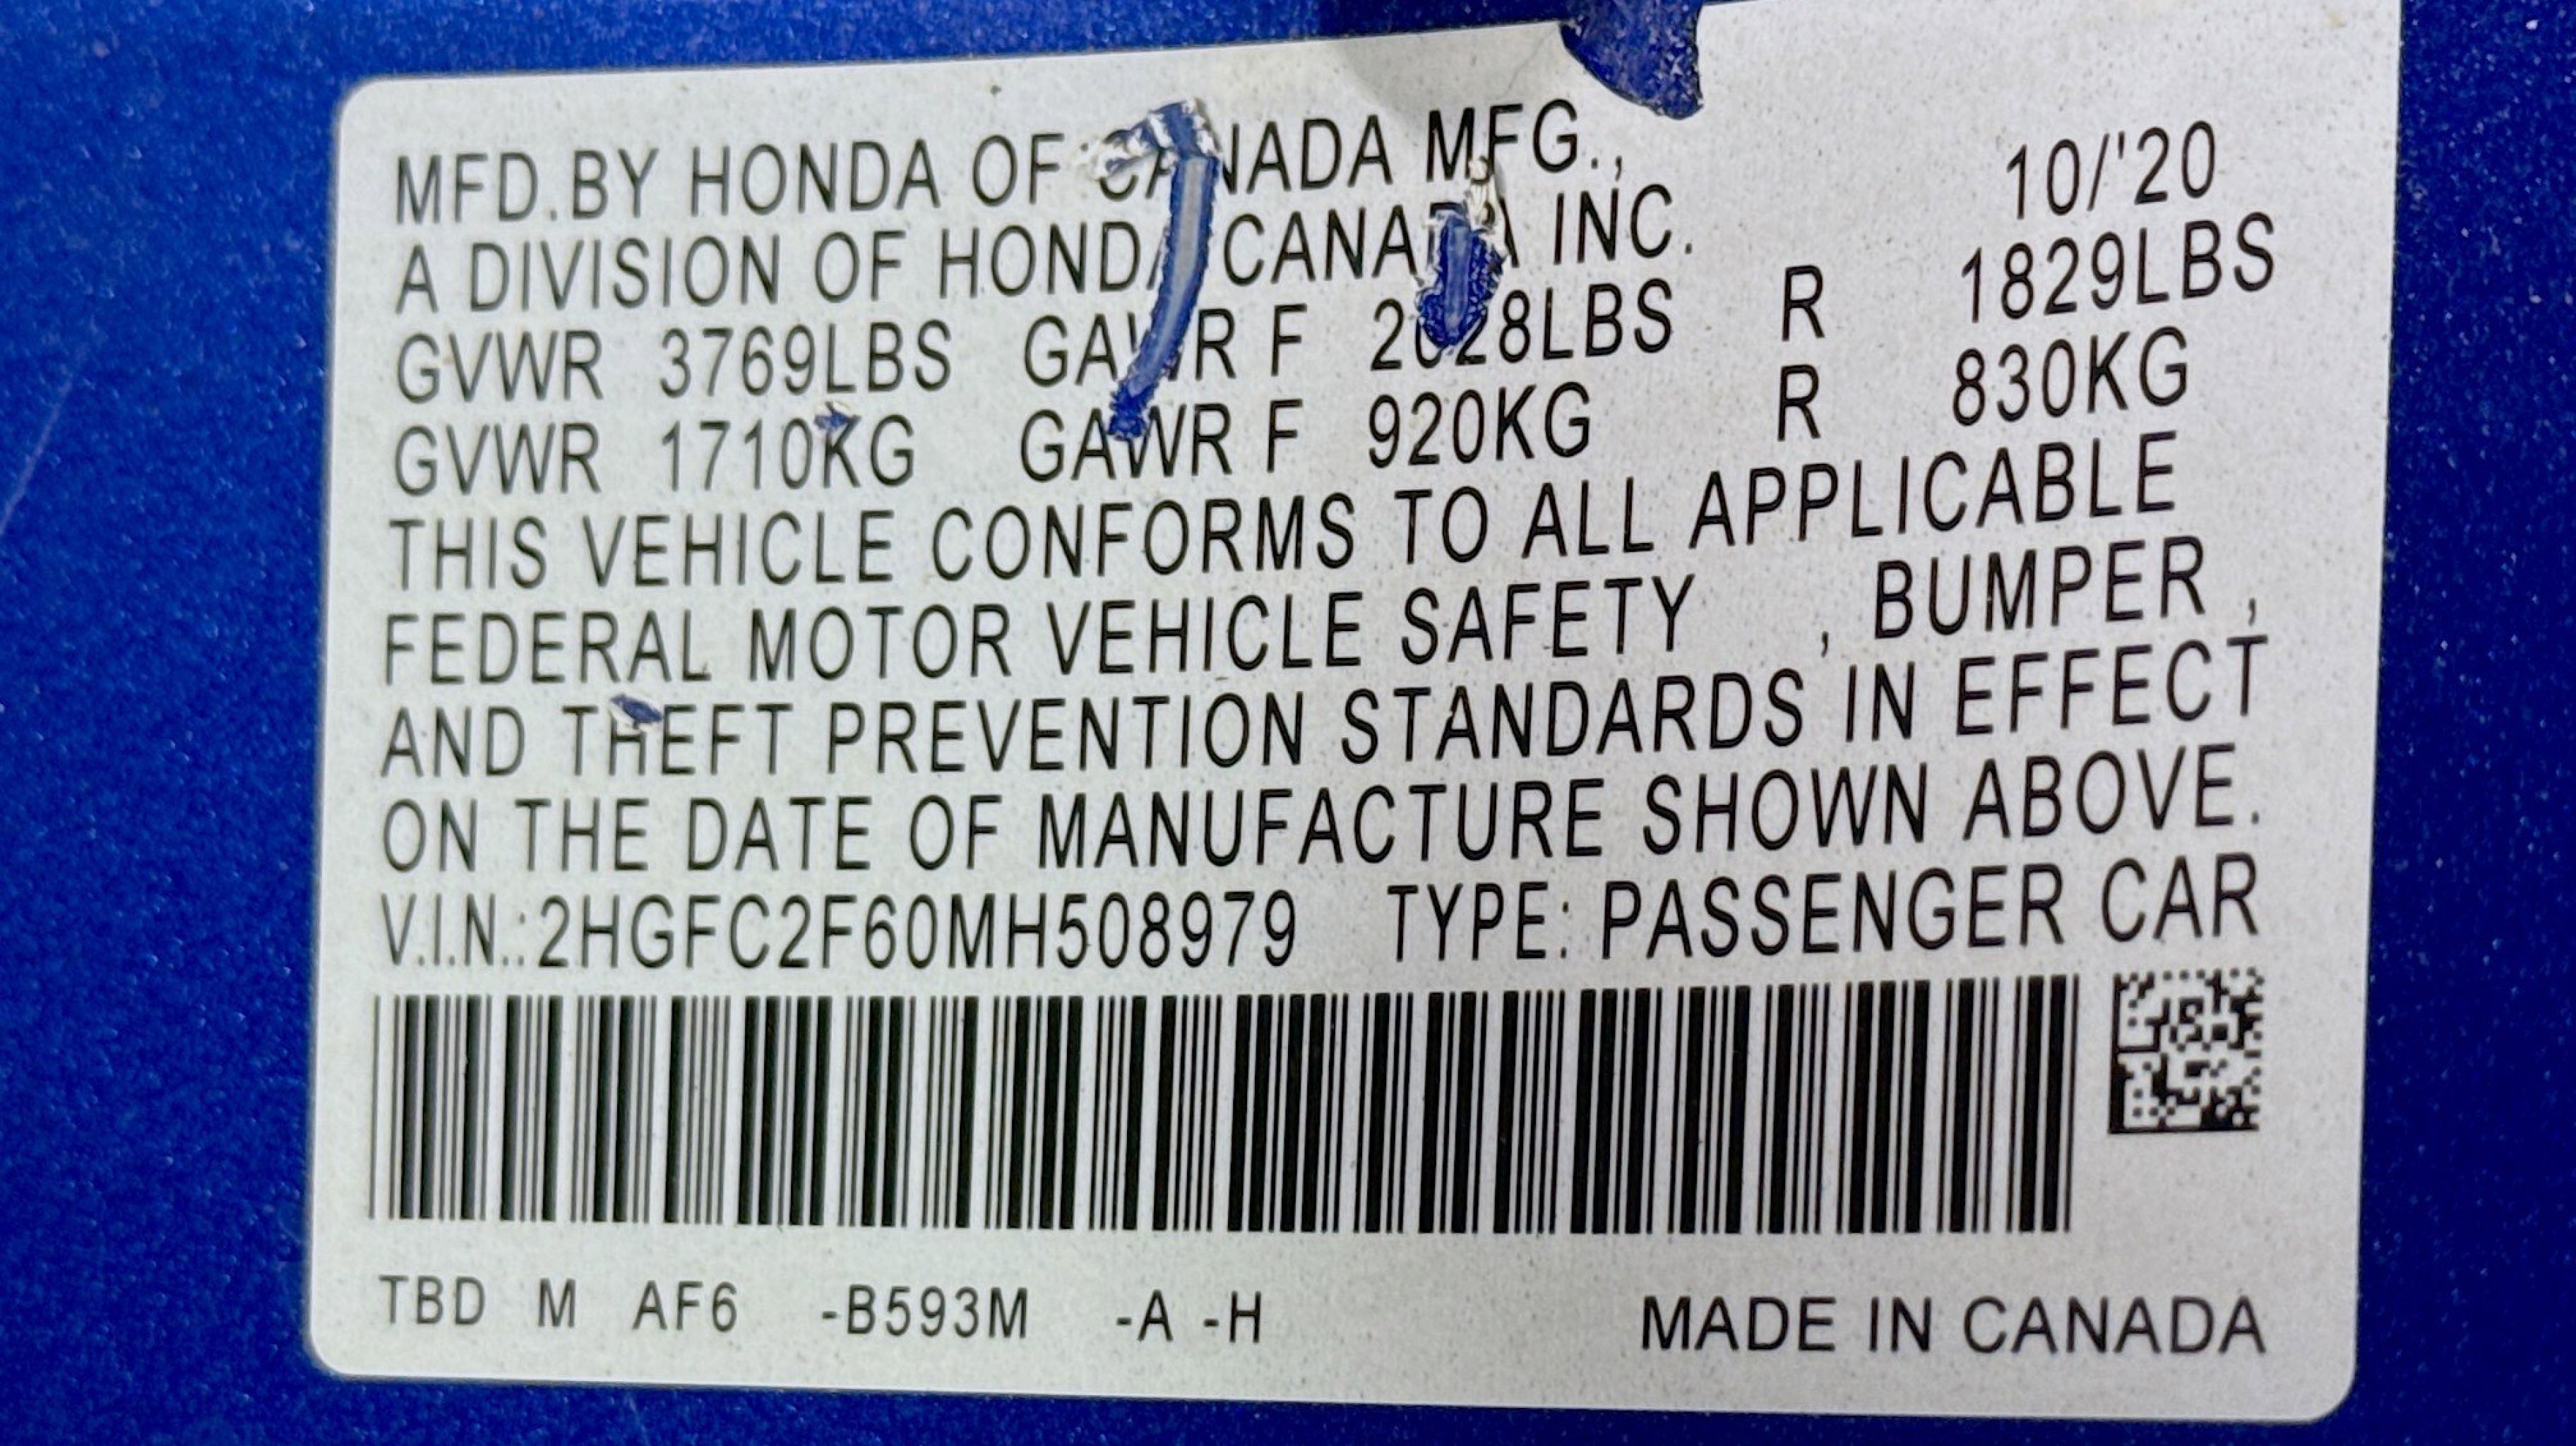 MFD.BY HONDA OF CANADA MFG., 10/'20
A DIVISION OF HONDA CANADA INC.
GVWR 3769LBS GAWR F 2028LBS R 1829LBS
GVWR 1710KG GAWR F 920KG R 830KG
THIS VEHICLE CONFORMS TO ALL APPLICABLE
FEDERAL MOTOR VEHICLE SAFETY , BUMPER ,
AND THEFT PREVENTION STANDARDS IN EFFECT
ON THE DATE OF MANUFACTURE SHOWN ABOVE.
V.I.N.:2HGFC2F60MH508979 TYPE: PASSENGER CAR
TBD M AF6 -B593M -A -H MADE IN CANADA